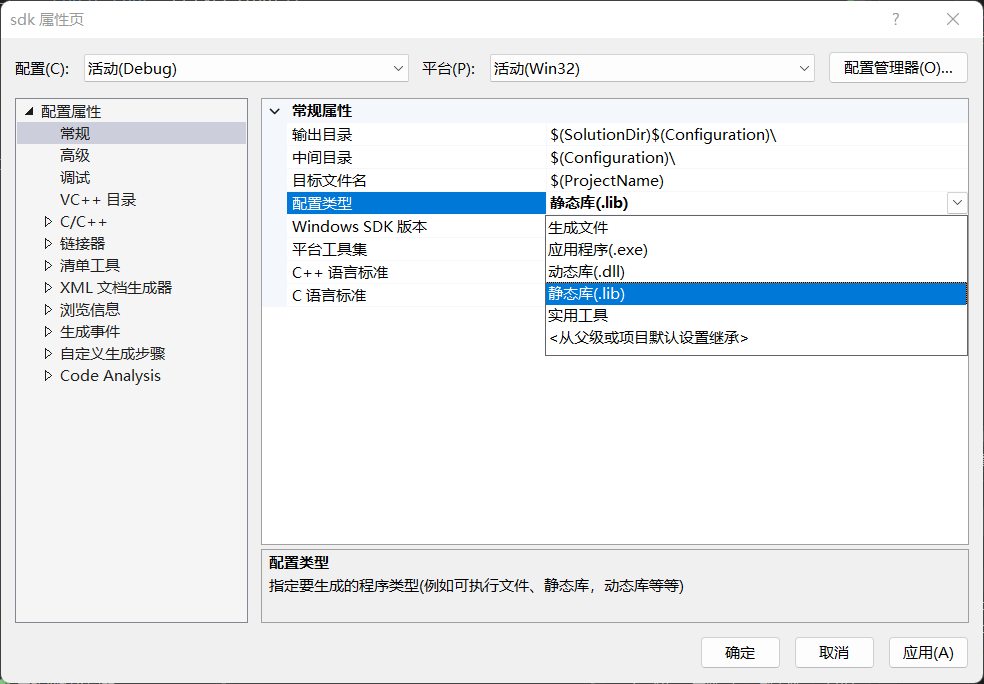 sdk 属性页
?
配置(C): 活动(Debug) 平台(P): 活动(Win32) 配置管理器(O)...
配置属性
常规
高级
调试
VC++ 目录
C/C++
链接器
清单工具
XML 文档生成器
浏览信息
生成事件
自定义生成步骤
Code Analysis
常规属性
输出目录 $(SolutionDir)$(Configuration)\
中间目录 $(Configuration)\
目标文件名 $(ProjectName)
配置类型 静态库(.lib)
Windows SDK 版本
平台工具集
C++ 语言标准
C 语言标准
生成文件
应用程序(.exe)
动态库(.dll)
静态库(.lib)
实用工具
<从父级或项目默认设置继承>
配置类型
指定要生成的程序类型(例如可执行文件、静态库，动态库等等)
确定 取消 应用(A)